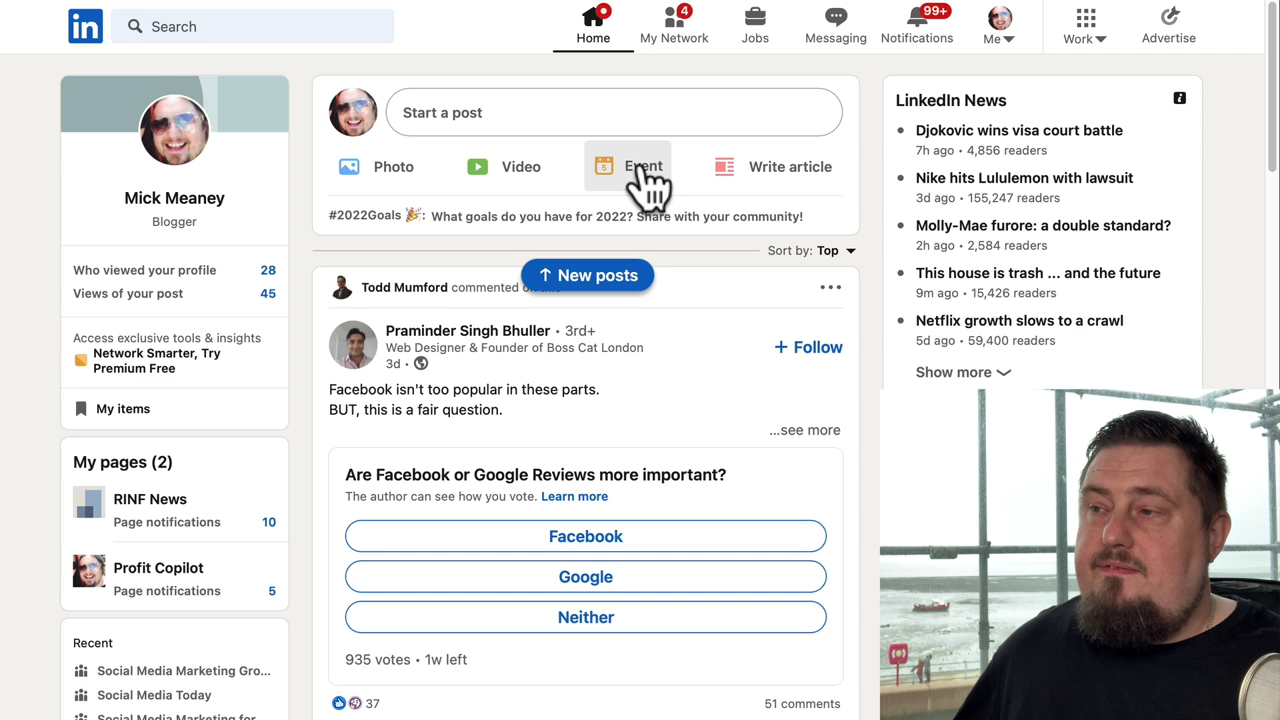 in
Search
Home
4
My Network
Jobs
Messaging
99+
Notifications
Me
Work
Advertise
Mick Meaney
Blogger
Who viewed your profile 28
Views of your post 45
Access exclusive tools & insights
Network Smarter, Try
Premium Free
My items
My pages (2)
RINF News
Page notifications 10
Profit Copilot
Page notifications 5
Recent
Social Media Marketing Gro...
Social Media Today
Social Media Marketing for
Start a post
Photo
Video
5
Event
Write article
#2022Goals 🎉: What goals do you have for 2022? Share with your community!
Sort by: Top
↑ New posts
Todd Mumford commented
Praminder Singh Bhuller • 3rd+
Web Designer & Founder of Boss Cat London
3d •
+ Follow
Facebook isn't too popular in these parts.
BUT, this is a fair question.
...see more
Are Facebook or Google Reviews more important?
The author can see how you vote. Learn more
Facebook
Google
Neither
935 votes • 1w left
37
51 comments
LinkedIn News
Djokovic wins visa court battle
7h ago • 4,856 readers
Nike hits Lululemon with lawsuit
3d ago • 155,247 readers
Molly-Mae furore: a double standard?
2h ago • 2,584 readers
This house is trash ... and the future
9m ago • 15,426 readers
Netflix growth slows to a crawl
5d ago • 59,400 readers
Show more